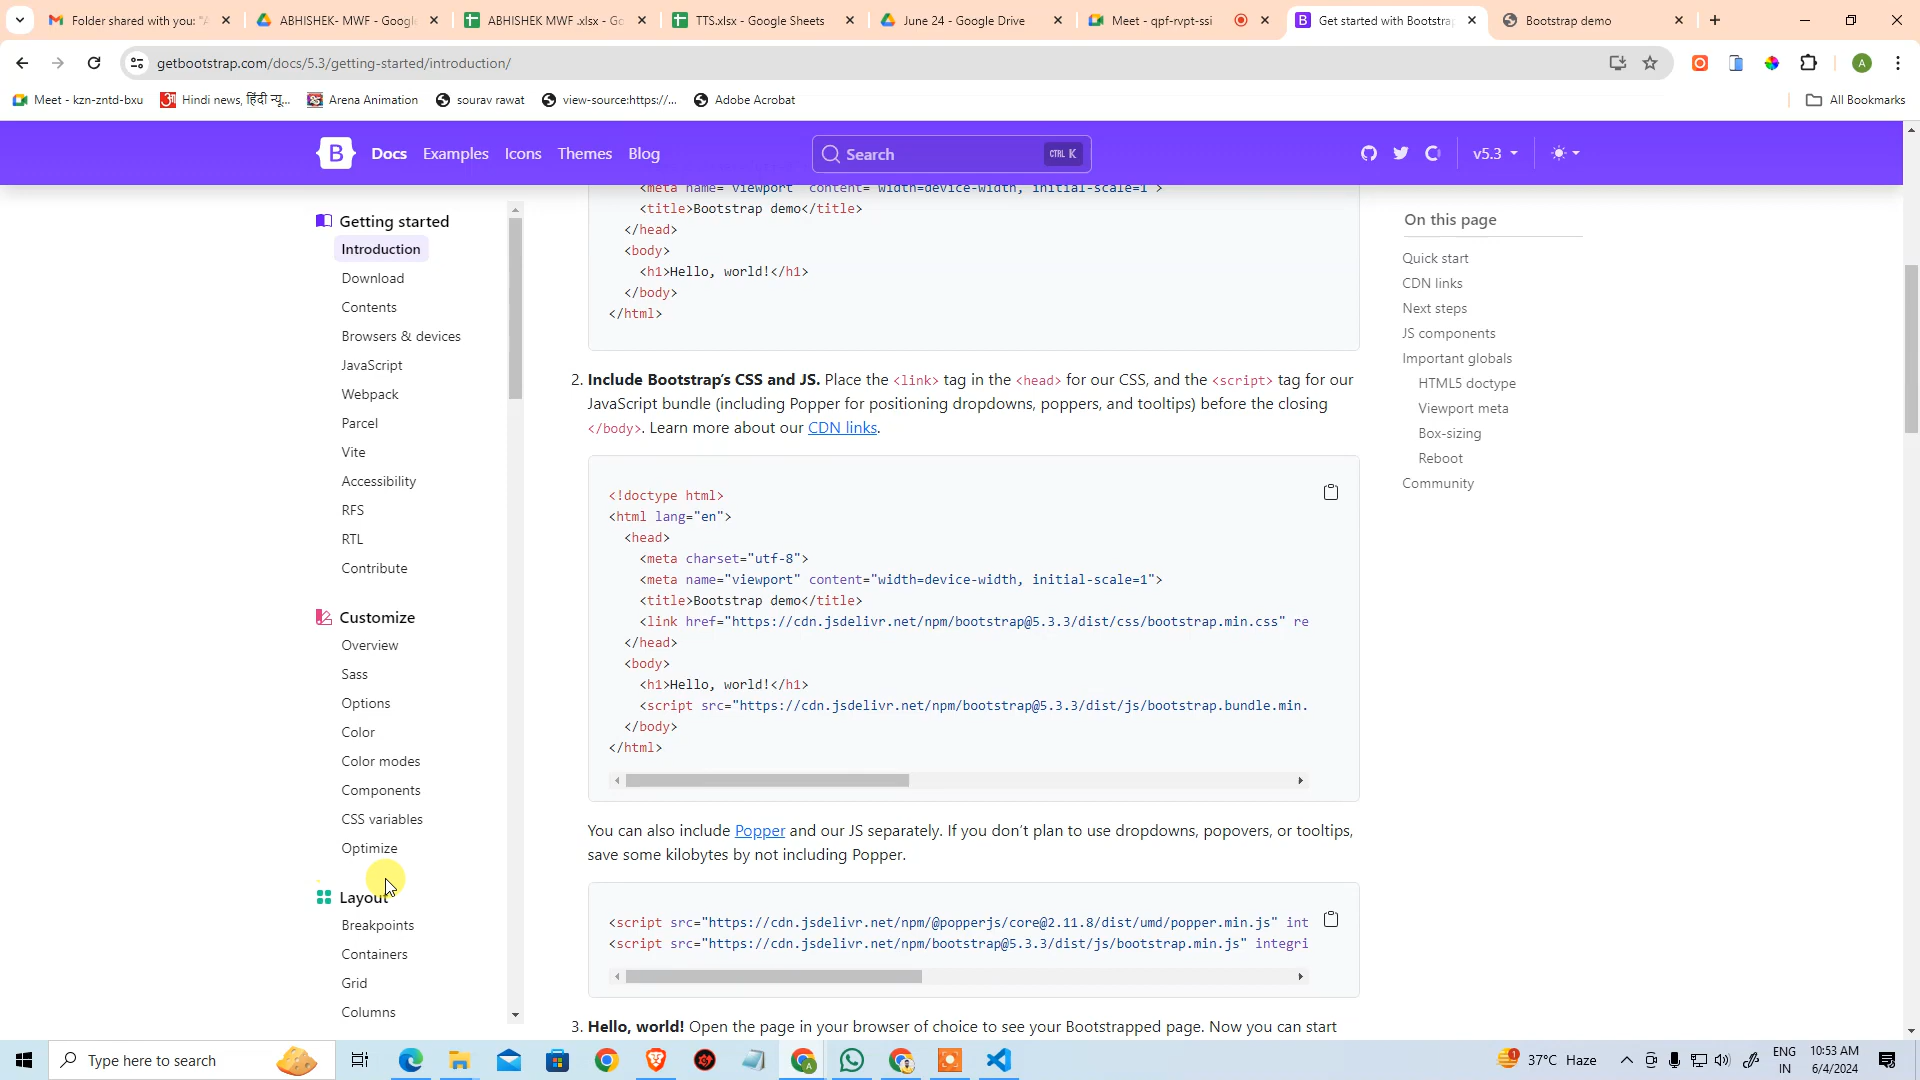 Folder shared with you: "A
ABHISHEK- MWF - Google
ABHISHEK MWF .xlsx - Go
TTS.xlsx - Google Sheets
June 24 - Google Drive
Meet - qpf-rvpt-ssi
Get started with Bootstra
Bootstrap demo
getbootstrap.com/docs/5.3/getting-started/introduction/
A
Meet - kzn-zntd-bxu
Hindi news, हिंदी न्यू...
Arena Animation
sourav rawat
view-source:https://...
Adobe Acrobat
All Bookmarks
B
Docs
Examples
Icons
Themes
Blog
Search
CTRL K
v5.3
Getting started
Introduction
Download
Contents
Browsers & devices
JavaScript
Webpack
Parcel
Vite
Accessibility
RFS
RTL
Contribute
Customize
Overview
Sass
Options
Color
Color modes
Components
CSS variables
Optimize
Layout
Breakpoints
Containers
Grid
Columns
<meta name="viewport" content="width=device-width, initial-scale=1">
<title>Bootstrap demo</title>
</head>
<body>
<h1>Hello, world!</h1>
</body>
</html>
2. Include Bootstrap's CSS and JS. Place the <link> tag in the <head> for our CSS, and the <script> tag for our
JavaScript bundle (including Popper for positioning dropdowns, poppers, and tooltips) before the closing
</body>. Learn more about our CDN links.
<!doctype html>
<html lang="en">
<head>
<meta charset="utf-8">
<meta name="viewport" content="width=device-width, initial-scale=1">
<title>Bootstrap demo</title>
<link href="https://cdn.jsdelivr.net/npm/bootstrap@5.3.3/dist/css/bootstrap.min.css" re
</head>
<body>
<h1>Hello, world!</h1>
<script src="https://cdn.jsdelivr.net/npm/bootstrap@5.3.3/dist/js/bootstrap.bundle.min.
</body>
</html>
You can also include Popper and our JS separately. If you don't plan to use dropdowns, popovers, or tooltips,
save some kilobytes by not including Popper.
<script src="https://cdn.jsdelivr.net/npm/@popperjs/core@2.11.8/dist/umd/popper.min.js" int
<script src="https://cdn.jsdelivr.net/npm/bootstrap@5.3.3/dist/js/bootstrap.min.js" integri
3. Hello, world! Open the page in your browser of choice to see your Bootstrapped page. Now you can start
On this page
Quick start
CDN links
Next steps
JS components
Important globals
HTML5 doctype
Viewport meta
Box-sizing
Reboot
Community
Type here to search
37°C Haze
ENG
IN
10:53 AM
6/4/2024